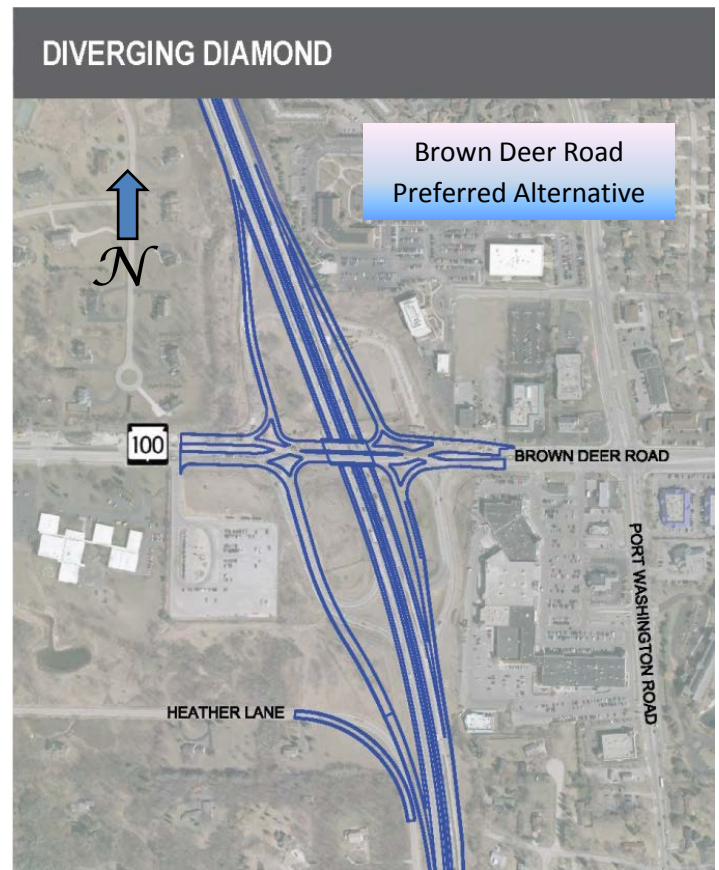 DIVERGING DIAMOND
Brown Deer Road
Preferred Alternative
N
100
BROWN DEER ROAD
PORT WASHINGTON ROAD
HEATHER LANE